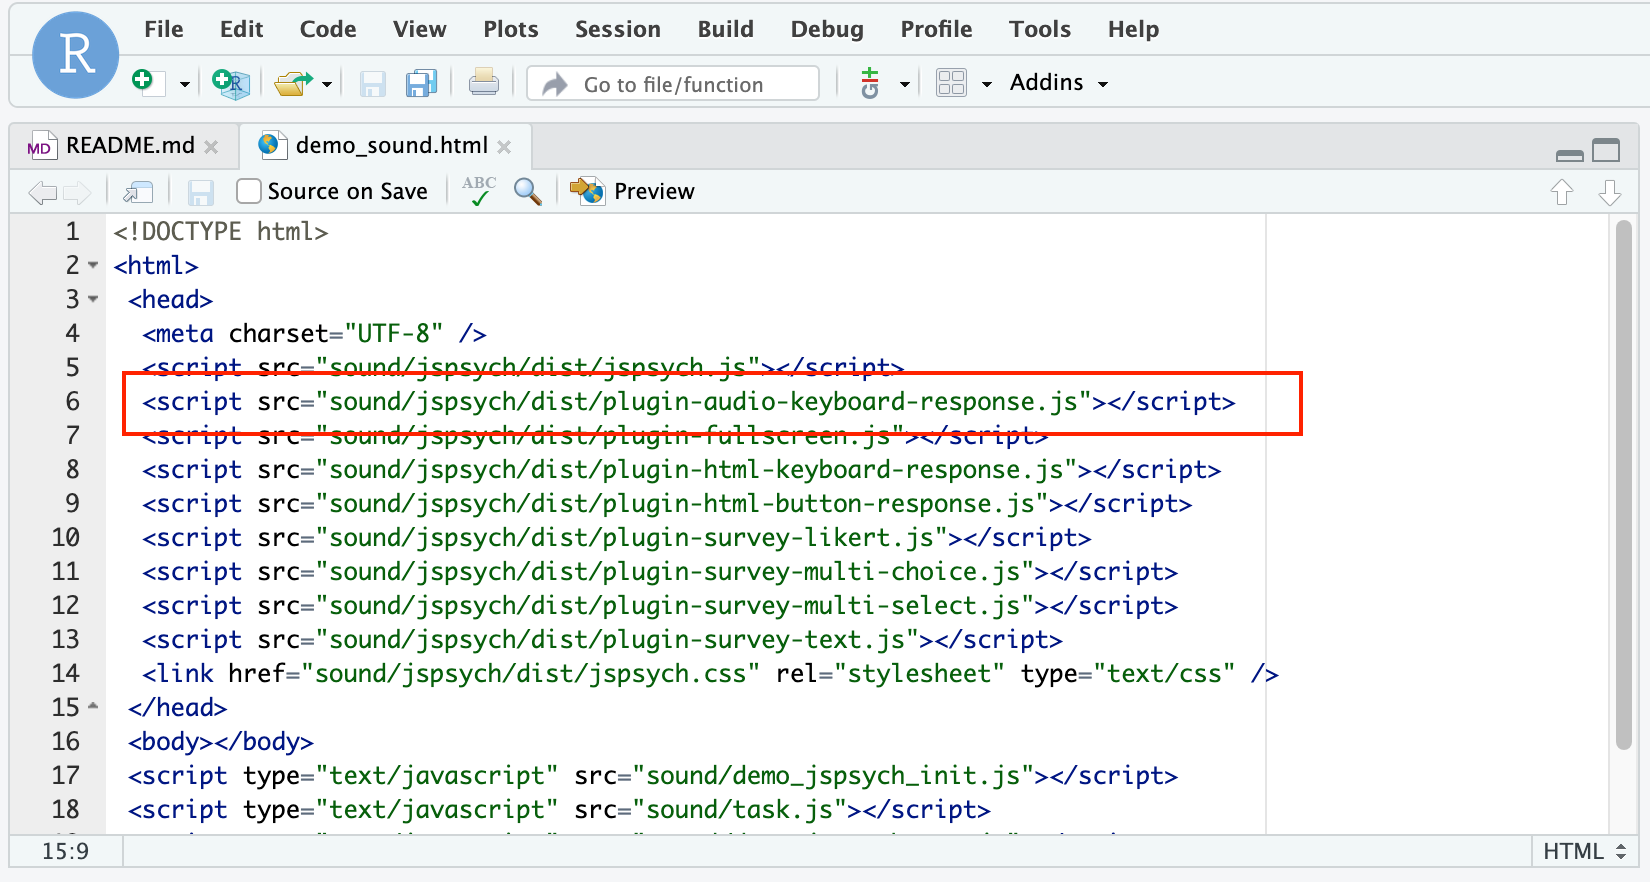 R File Edit Code View Plots Session Build Debug Profile Tools Help
Go to file/function Addins
MD README.md demo_sound.html
Source on Save ABC Preview
1 <!DOCTYPE html>
2 <html>
3 <head>
4 <meta charset="UTF-8" />
5 <script src="sound/jspsych/dist/jspsych.js"></script>
6 <script src="sound/jspsych/dist/plugin-audio-keyboard-response.js"></script>
7 <script src="sound/jspsych/dist/plugin-fullscreen.js"></script>
8 <script src="sound/jspsych/dist/plugin-html-keyboard-response.js"></script>
9 <script src="sound/jspsych/dist/plugin-html-button-response.js"></script>
10 <script src="sound/jspsych/dist/plugin-survey-likert.js"></script>
11 <script src="sound/jspsych/dist/plugin-survey-multi-choice.js"></script>
12 <script src="sound/jspsych/dist/plugin-survey-multi-select.js"></script>
13 <script src="sound/jspsych/dist/plugin-survey-text.js"></script>
14 <link href="sound/jspsych/dist/jspsych.css" rel="stylesheet" type="text/css" />
15 </head>
16 <body></body>
17 <script type="text/javascript" src="sound/demo_jspsych_init.js"></script>
18 <script type="text/javascript" src="sound/task.js"></script>
15:9 HTML